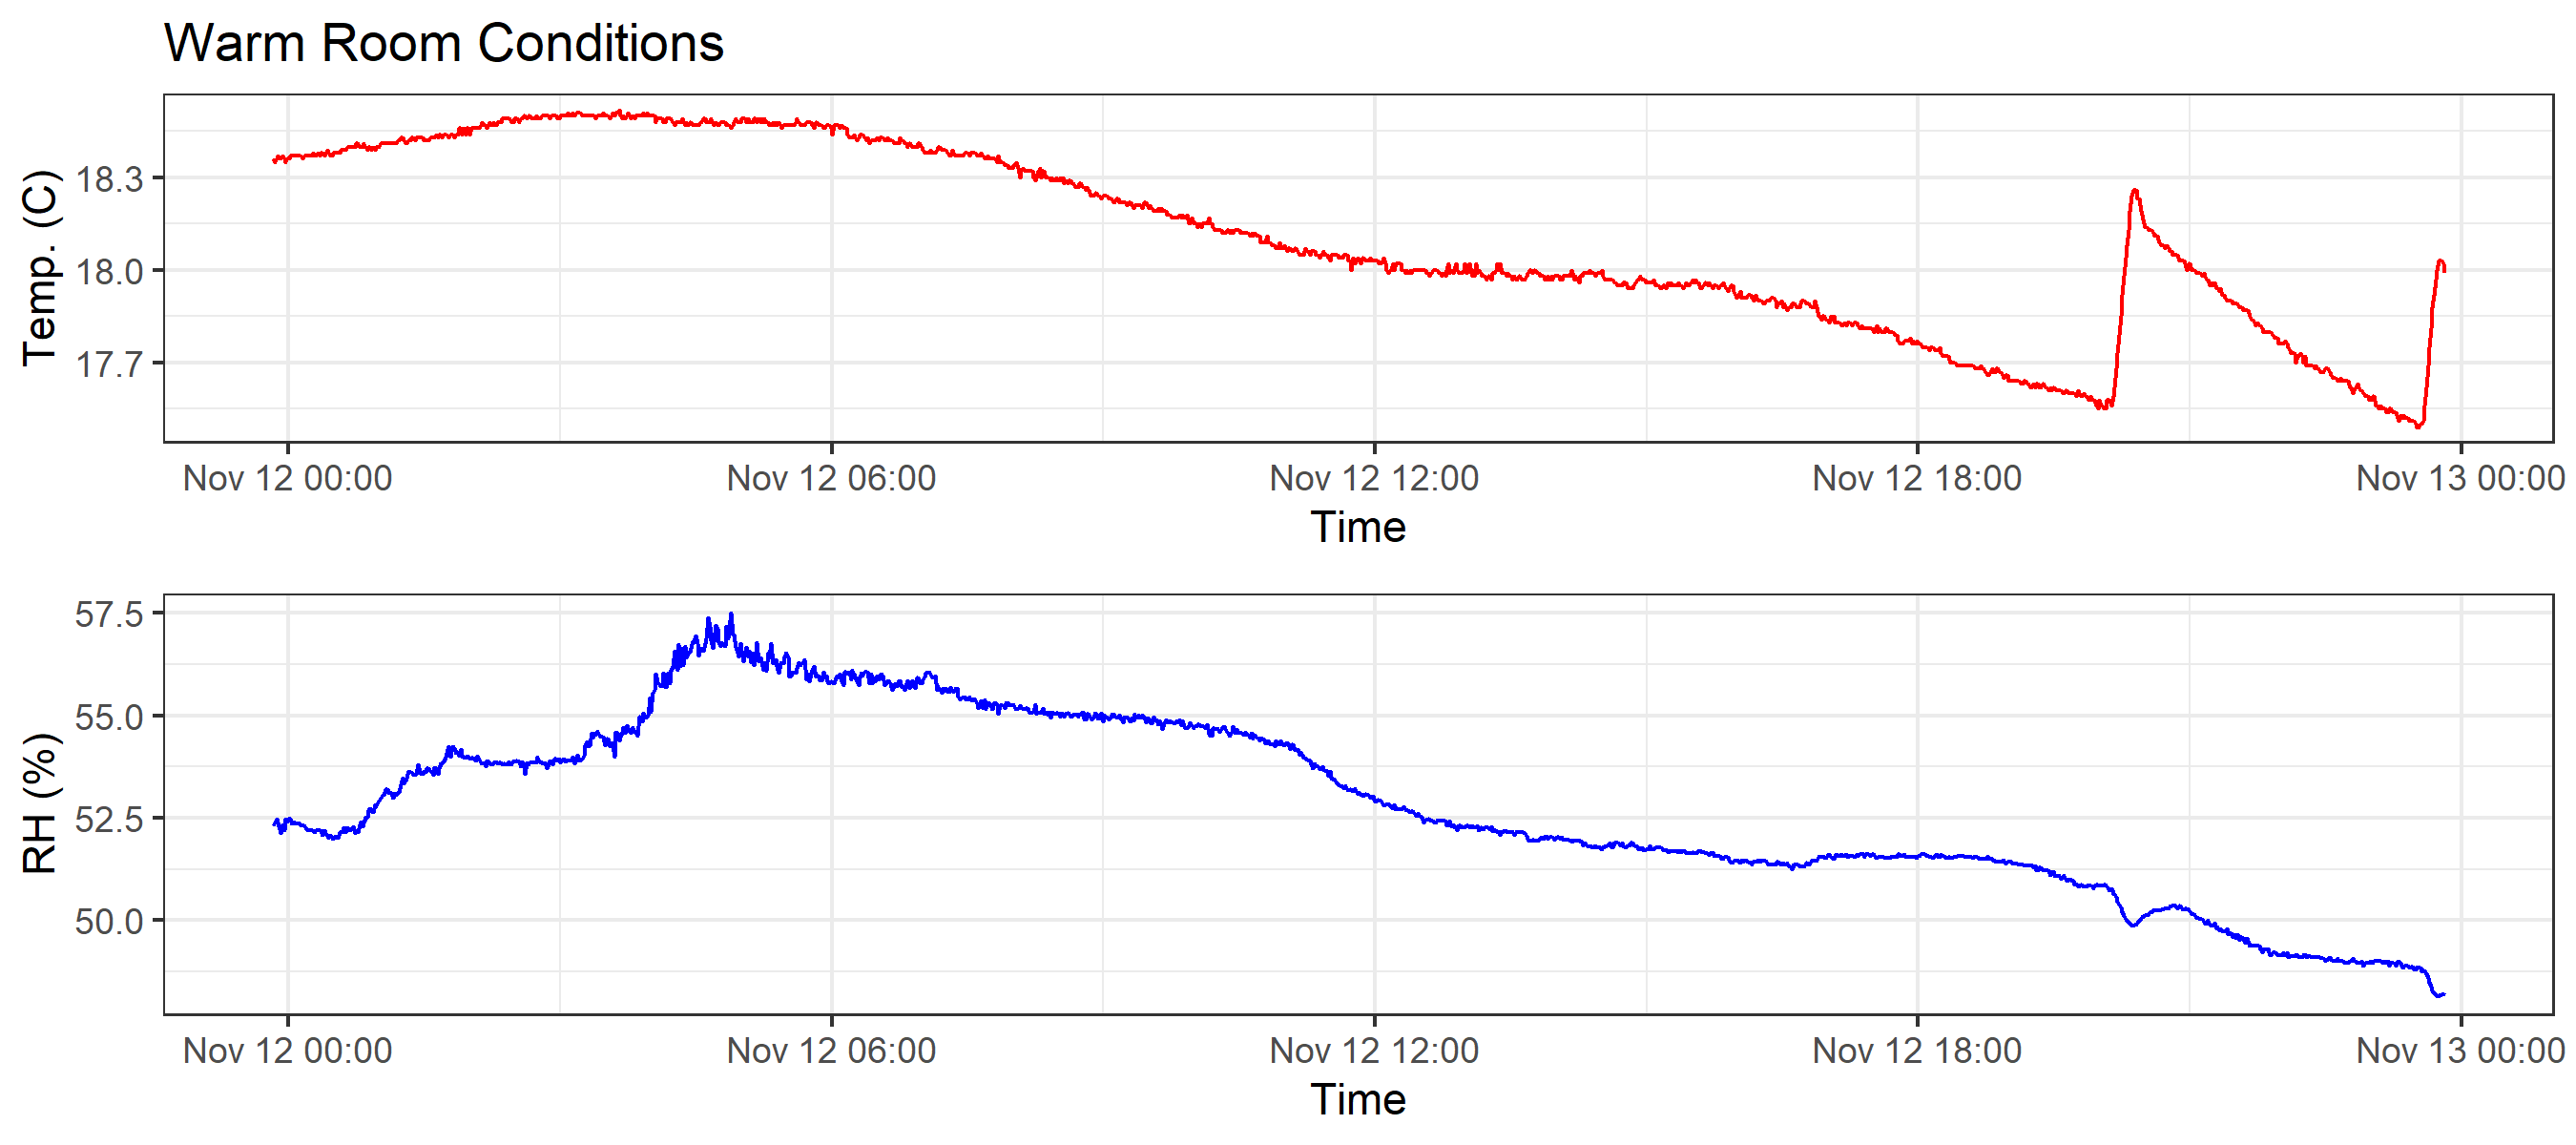 Warm Room Conditions
Temp. (C)
18.3
18.0
17.7
Nov 12 00:00 Nov 12 06:00 Nov 12 12:00 Nov 12 18:00 Nov 13 00:00
Time
RH (%)
57.5
55.0
52.5
50.0
Nov 12 00:00 Nov 12 06:00 Nov 12 12:00 Nov 12 18:00 Nov 13 00:00
Time